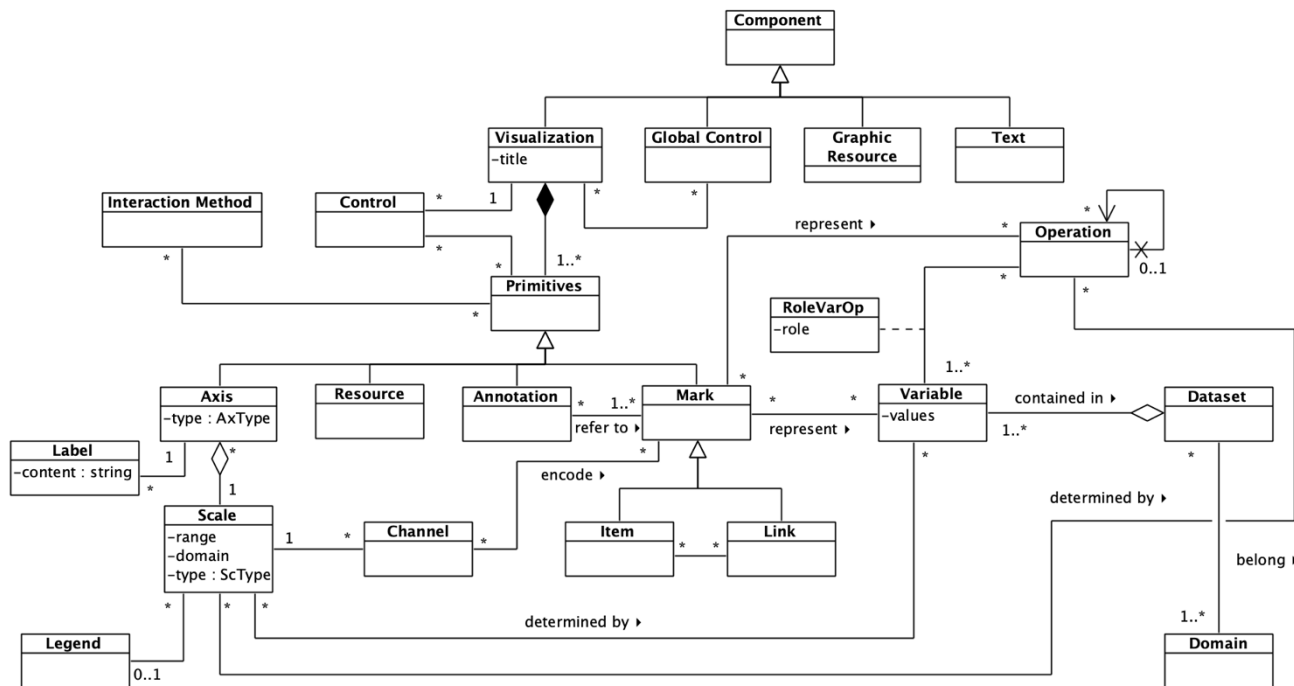 Component
Visualization
-title
Global Control
Graphic
Resource
Text
Interaction Method
Control
*
1
*
*
*
*
1..*
*
*
Primitives
represent ▸
*
*
Operation
0..1
*
*
RoleVarOp
-role
1..*
Axis
-type : AxType
Resource
Annotation
*
1..*
refer to ▸
Mark
*
*
*
represent ▸
Variable
-values
contained in ▸
1..*
Dataset
*
Label
-content : string
1
*
*
1
*
encode ▸
*
determined by ▸
Scale
-range
-domain
-type : ScType
1
*
Channel
*
Item
*
*
Link
belong ▸
*
*
*
determined by ▸
1..*
Legend
0..1
Domain